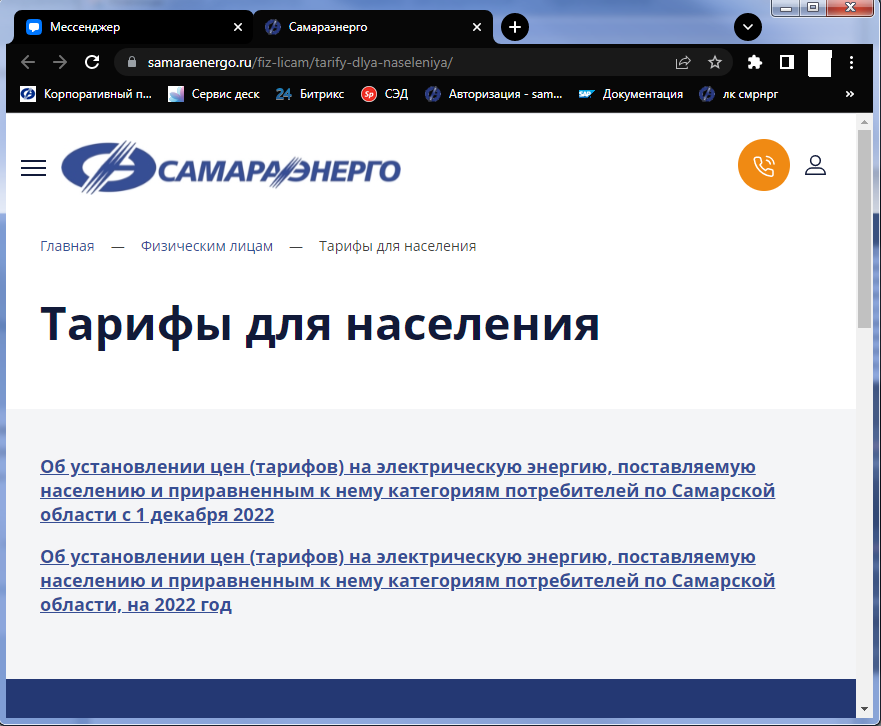 Мессенджер
Самараэнерго
samaraenergo.ru/fiz-licam/tarify-dlya-naseleniya/
Корпоративный п...
Сервис деск
24 Битрикс
Sp СЭД
Авторизация - sam...
SAP Документация
лк смрнрг
»
САМАРАЭНЕРГО
Главная — Физическим лицам — Тарифы для населения
Тарифы для населения
Об установлении цен (тарифов) на электрическую энергию, поставляемую
населению и приравненным к нему категориям потребителей по Самарской
области с 1 декабря 2022
Об установлении цен (тарифов) на электрическую энергию, поставляемую
населению и приравненным к нему категориям потребителей по Самарской
области, на 2022 год